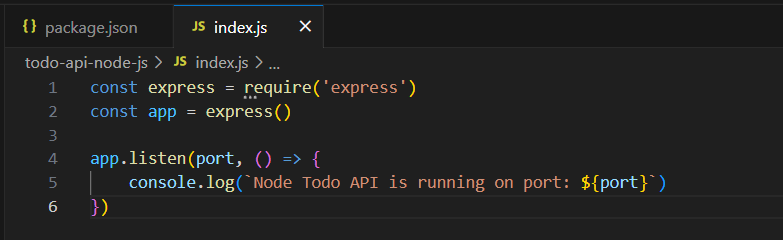 {} package.json JS index.js ×
todo-api-node-js > JS index.js > ...
1 const express = require('express')
2 const app = express()
3
4 app.listen(port, () => {
5 console.log(`Node Todo API is running on port: ${port}`)
6 })